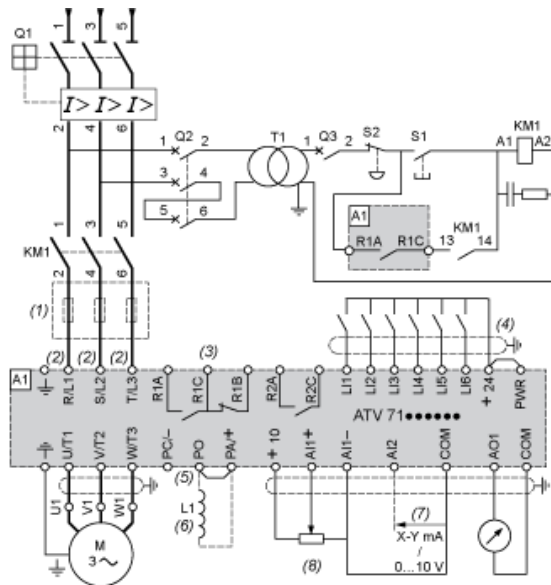 1 3 5
Q1
I> I> I>
2 4 6
1 Q2 2
3 4
5 6
T1
1 Q3 2
S2
S1
A1 KM1 A2
A1
R1A R1C
13 KM1 14
1 3 5
KM1
2 4 6
(1)
(2) (2) (2)
(3)
(4)
A1
R/L1
S/L2
T/L3
R1A
R1C
R1B
R2A
R2C
LI1
LI2
LI3
LI4
LI5
LI6
+ 24
PWR
ATV 71●●●●●●
U/T1
V/T2
W/T3
PC/–
PO
PA/+
+ 10
AI1+
AI1–
AI2
COM
AO1
COM
(5)
U1
V1
W1
L1
(6)
(7)
X-Y mA
/
0...10 V
(8)
M
3 ~